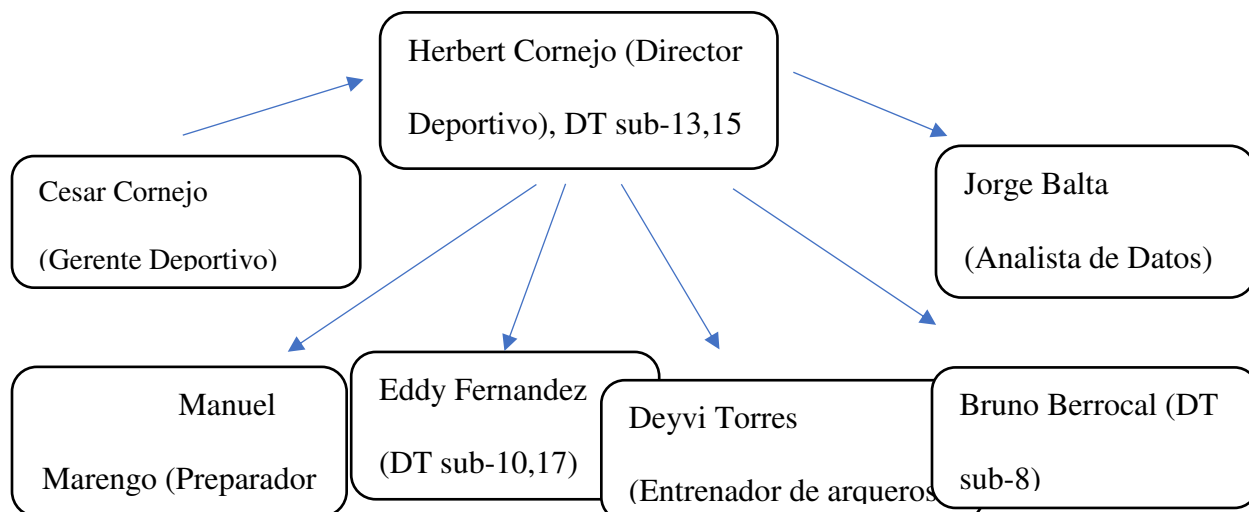 Herbert Cornejo (Director
Deportivo), DT sub-13,15
Cesar Cornejo
(Gerente Deportivo)
Jorge Balta
(Analista de Datos)
Manuel
Marengo (Preparador
Eddy Fernandez
(DT sub-10,17)
Deyvi Torres
(Entrenador de arqueros
Bruno Berrocal (DT
sub-8)